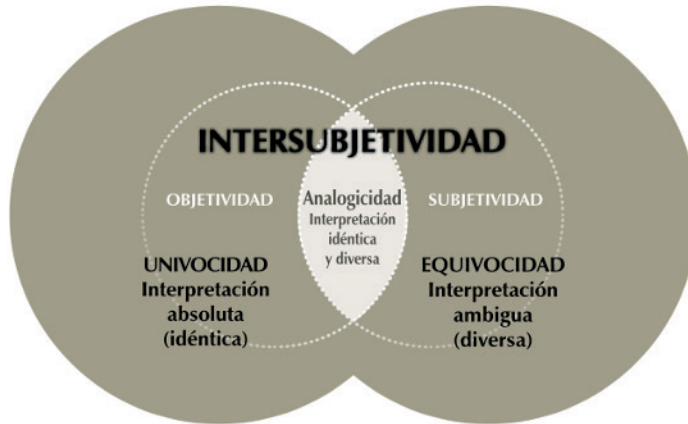 INTERSUBJETIVIDAD
OBJETIVIDAD
UNIVOCIDAD
Interpretación
absoluta
(idéntica)
Analogicidad
Interpretación
idéntica
y diversa
SUBJETIVIDAD
EQUIVOCIDAD
Interpretación
ambigua
(diversa)